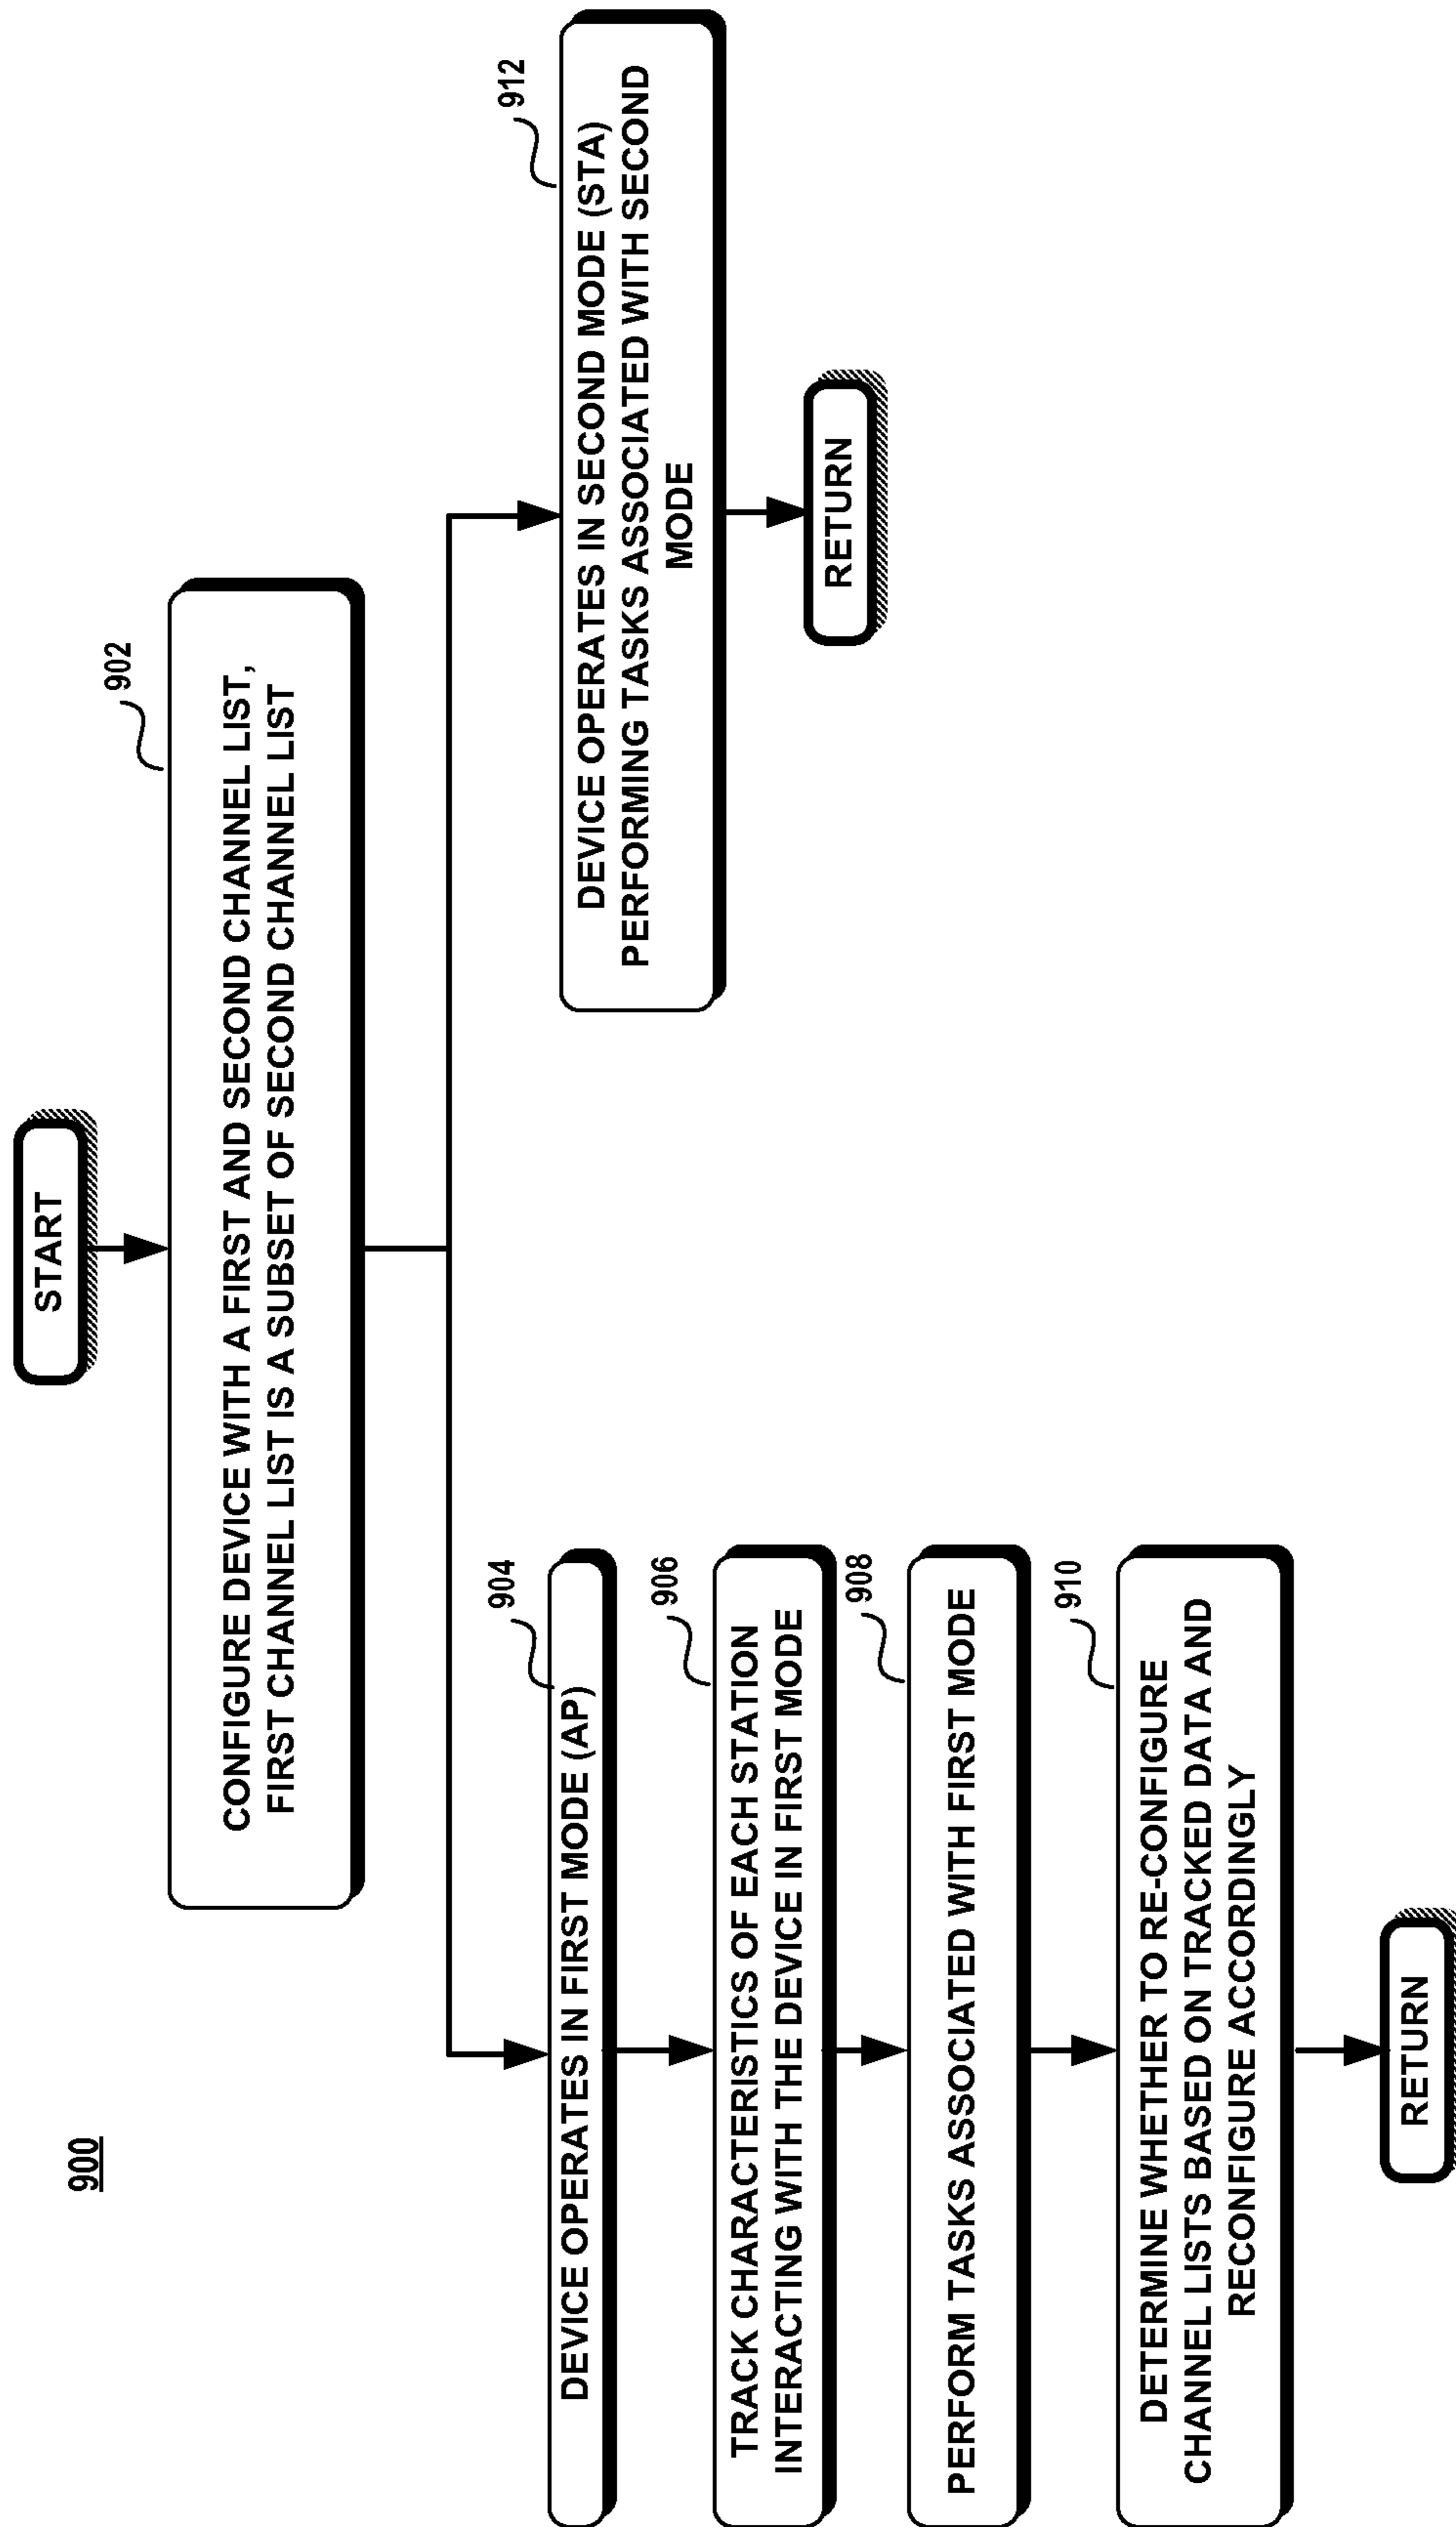 900
START
902
CONFIGURE DEVICE WITH A FIRST AND SECOND CHANNEL LIST,
FIRST CHANNEL LIST IS A SUBSET OF SECOND CHANNEL LIST
904
DEVICE OPERATES IN FIRST MODE (AP)
906
TRACK CHARACTERISTICS OF EACH STATION
INTERACTING WITH THE DEVICE IN FIRST MODE
908
PERFORM TASKS ASSOCIATED WITH FIRST MODE
910
DETERMINE WHETHER TO RE-CONFIGURE
CHANNEL LISTS BASED ON TRACKED DATA AND
RECONFIGURE ACCORDINGLY
RETURN
912
DEVICE OPERATES IN SECOND MODE (STA)
PERFORMING TASKS ASSOCIATED WITH SECOND
MODE
RETURN